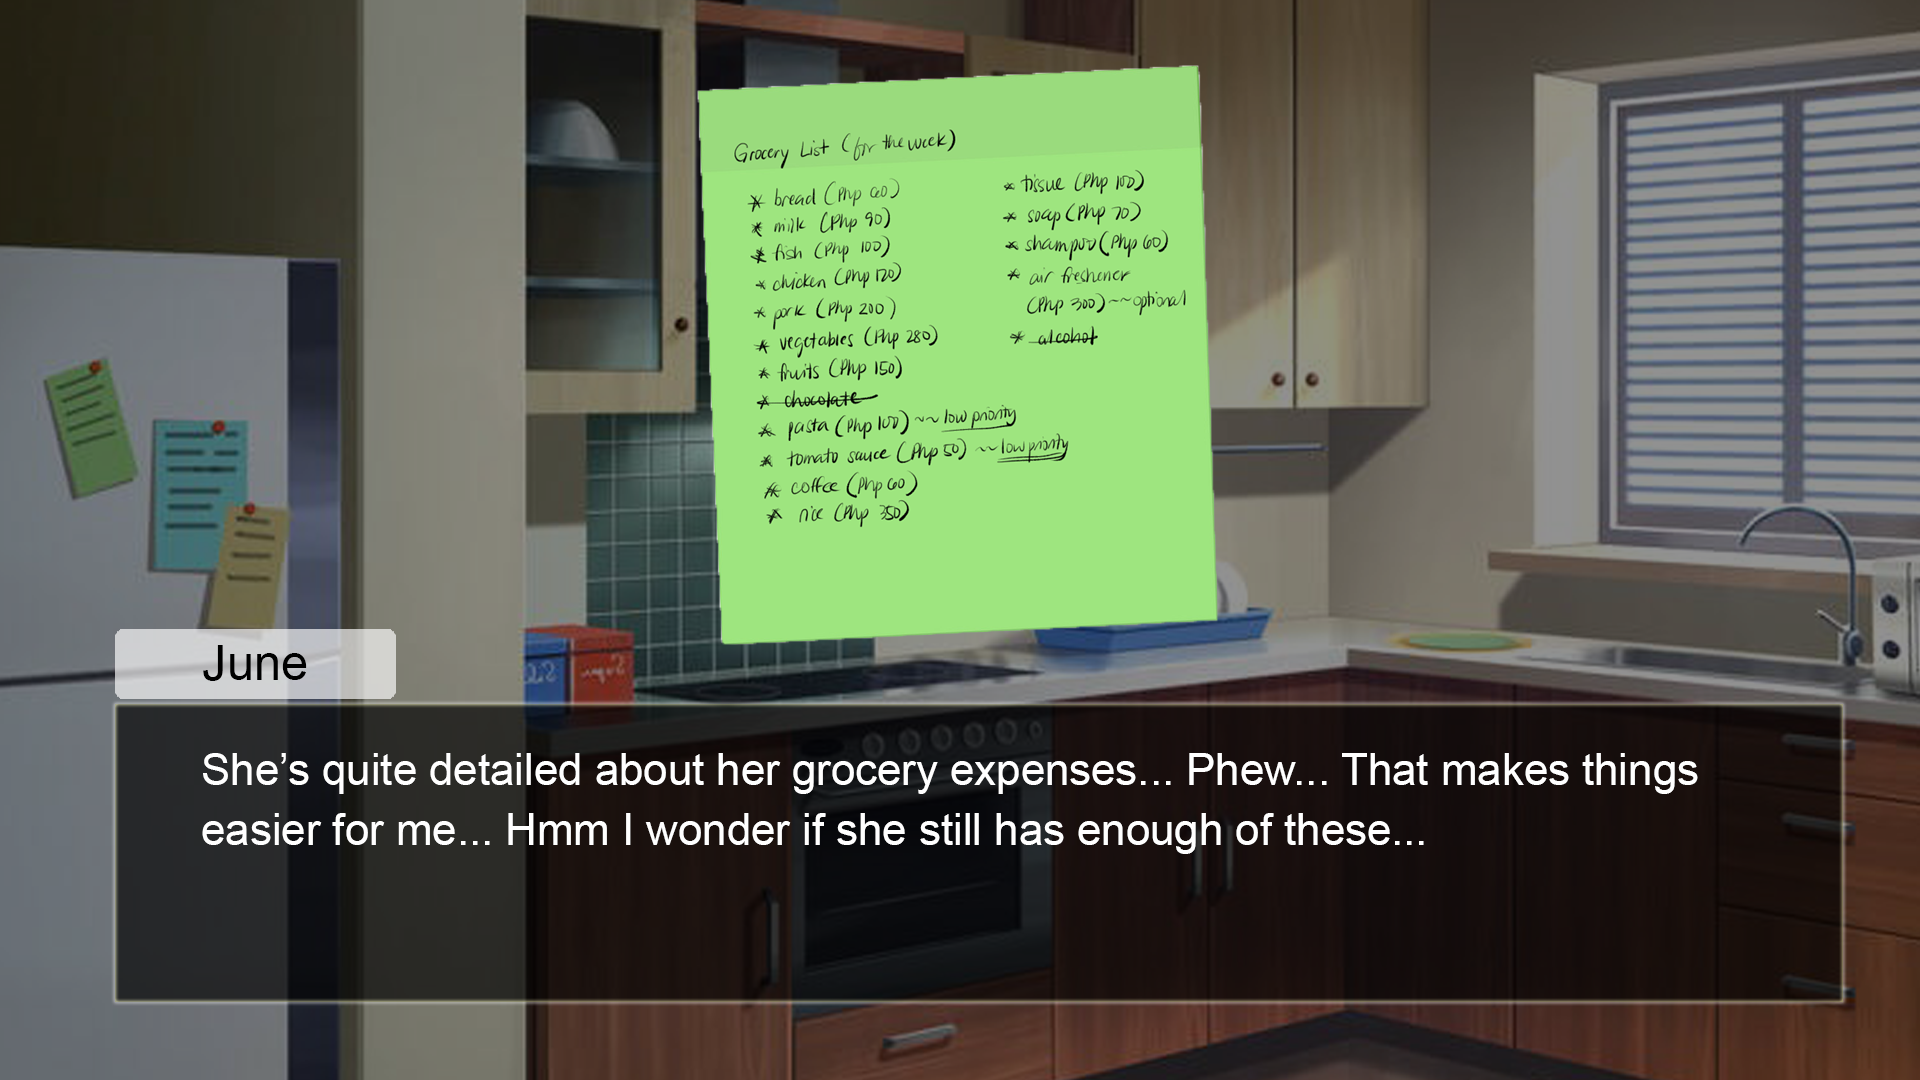 Grocery List (for the week)
* bread (Php 60)
* milk (Php 90)
* fish (Php 100)
* chicken (Php 120)
* pork (Php 200)
* vegetables (Php 280)
* fruits (Php 150)
* chocolate
* pasta (Php 100) ~~ low priority
* tomato sauce (Php 50) ~~ low priority
* coffee (Php 60)
* rice (Php 350)
* tissue (Php 100)
* soap (Php 70)
* shampoo (Php 60)
* air freshener
(Php 300) ~~ optional
* alcohol
June
She’s quite detailed about her grocery expenses... Phew... That makes things
easier for me... Hmm I wonder if she still has enough of these...